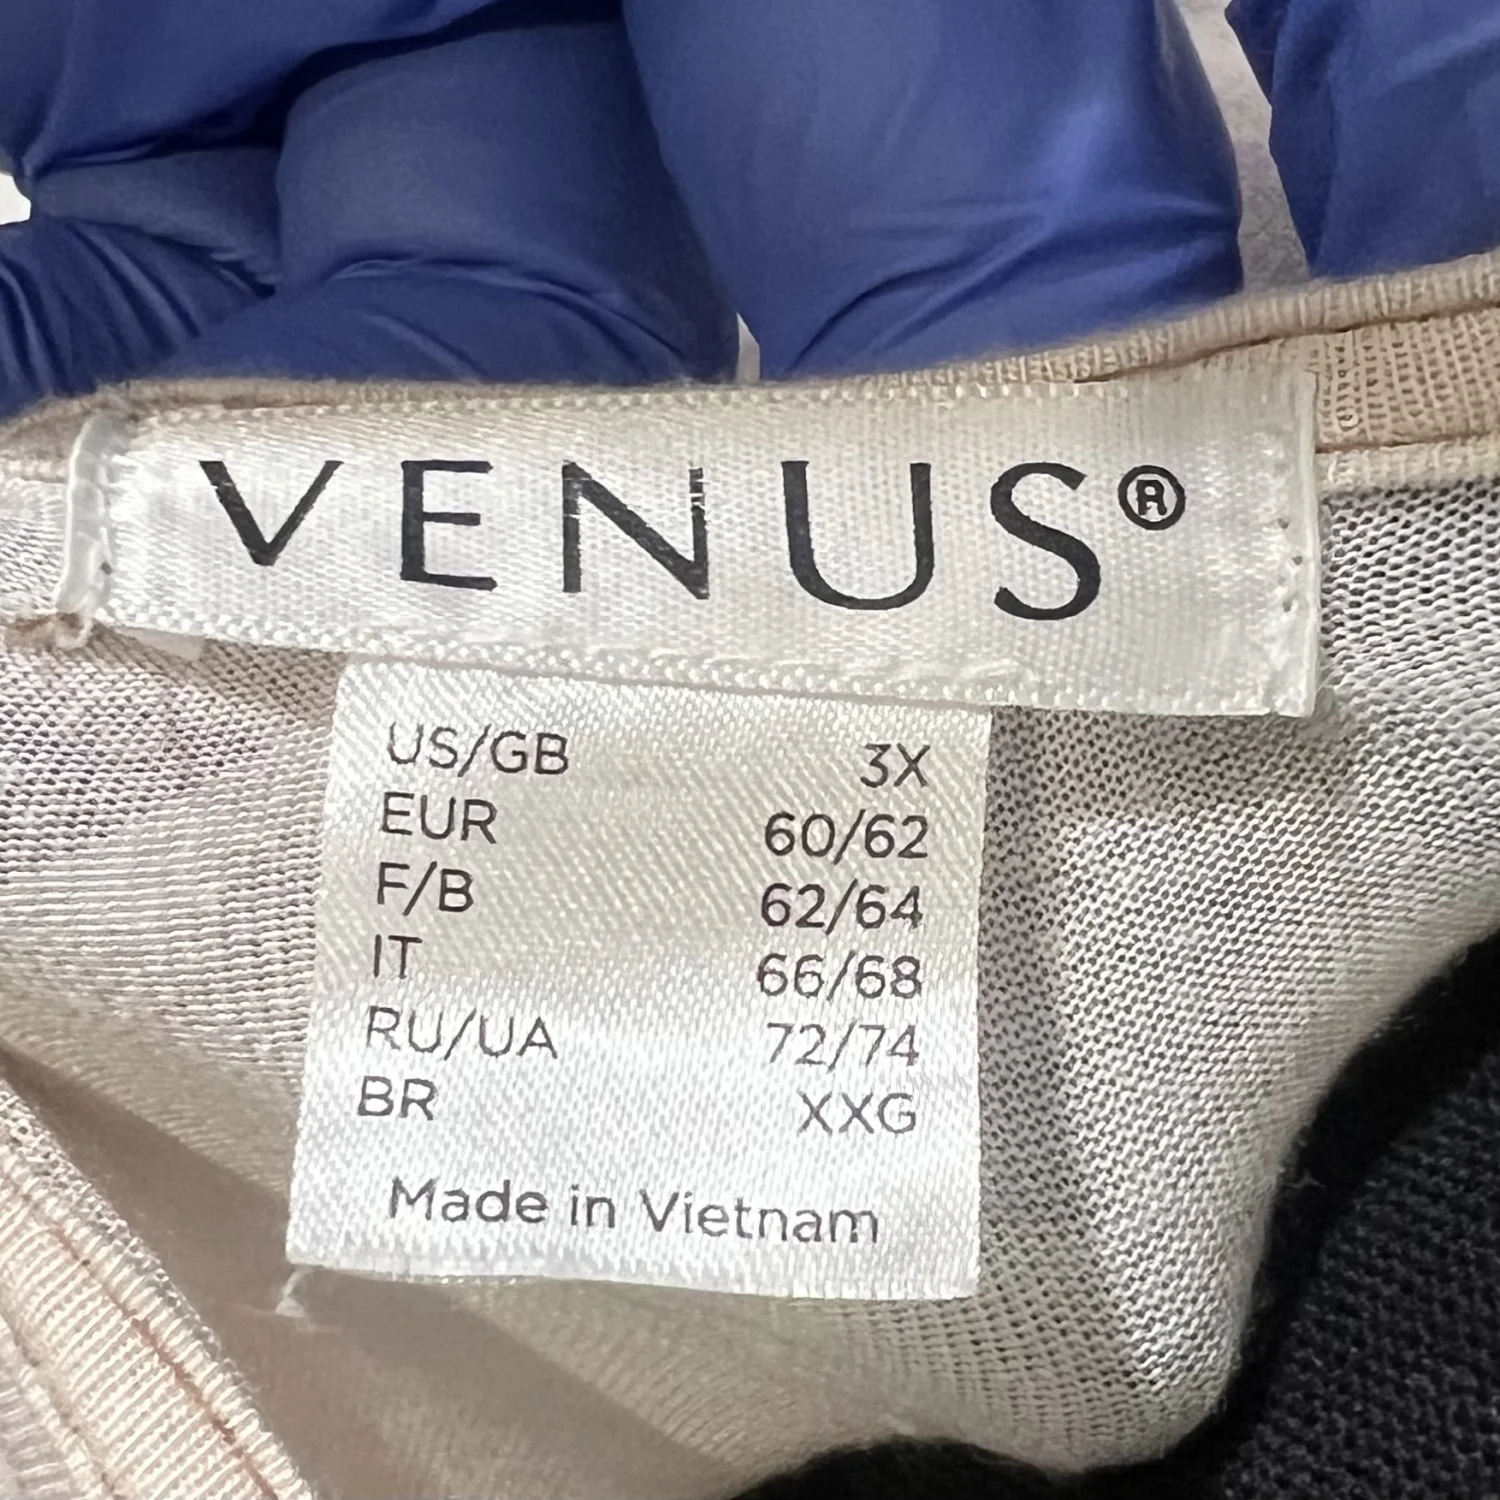 VENUS®
US/GB 3X
EUR 60/62
F/B 62/64
IT 66/68
RU/UA 72/74
BR XXG
Made in Vietnam